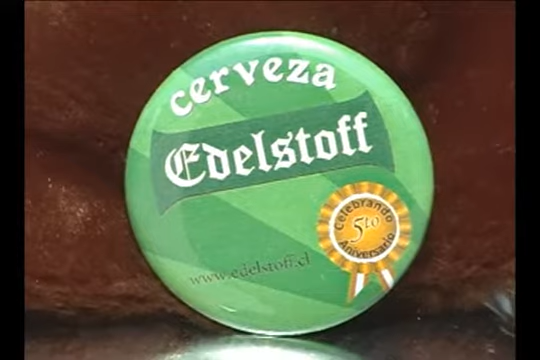 cerveza
Edelstoff
Celebrando
5to
Aniversario
www.edelstoff.cl